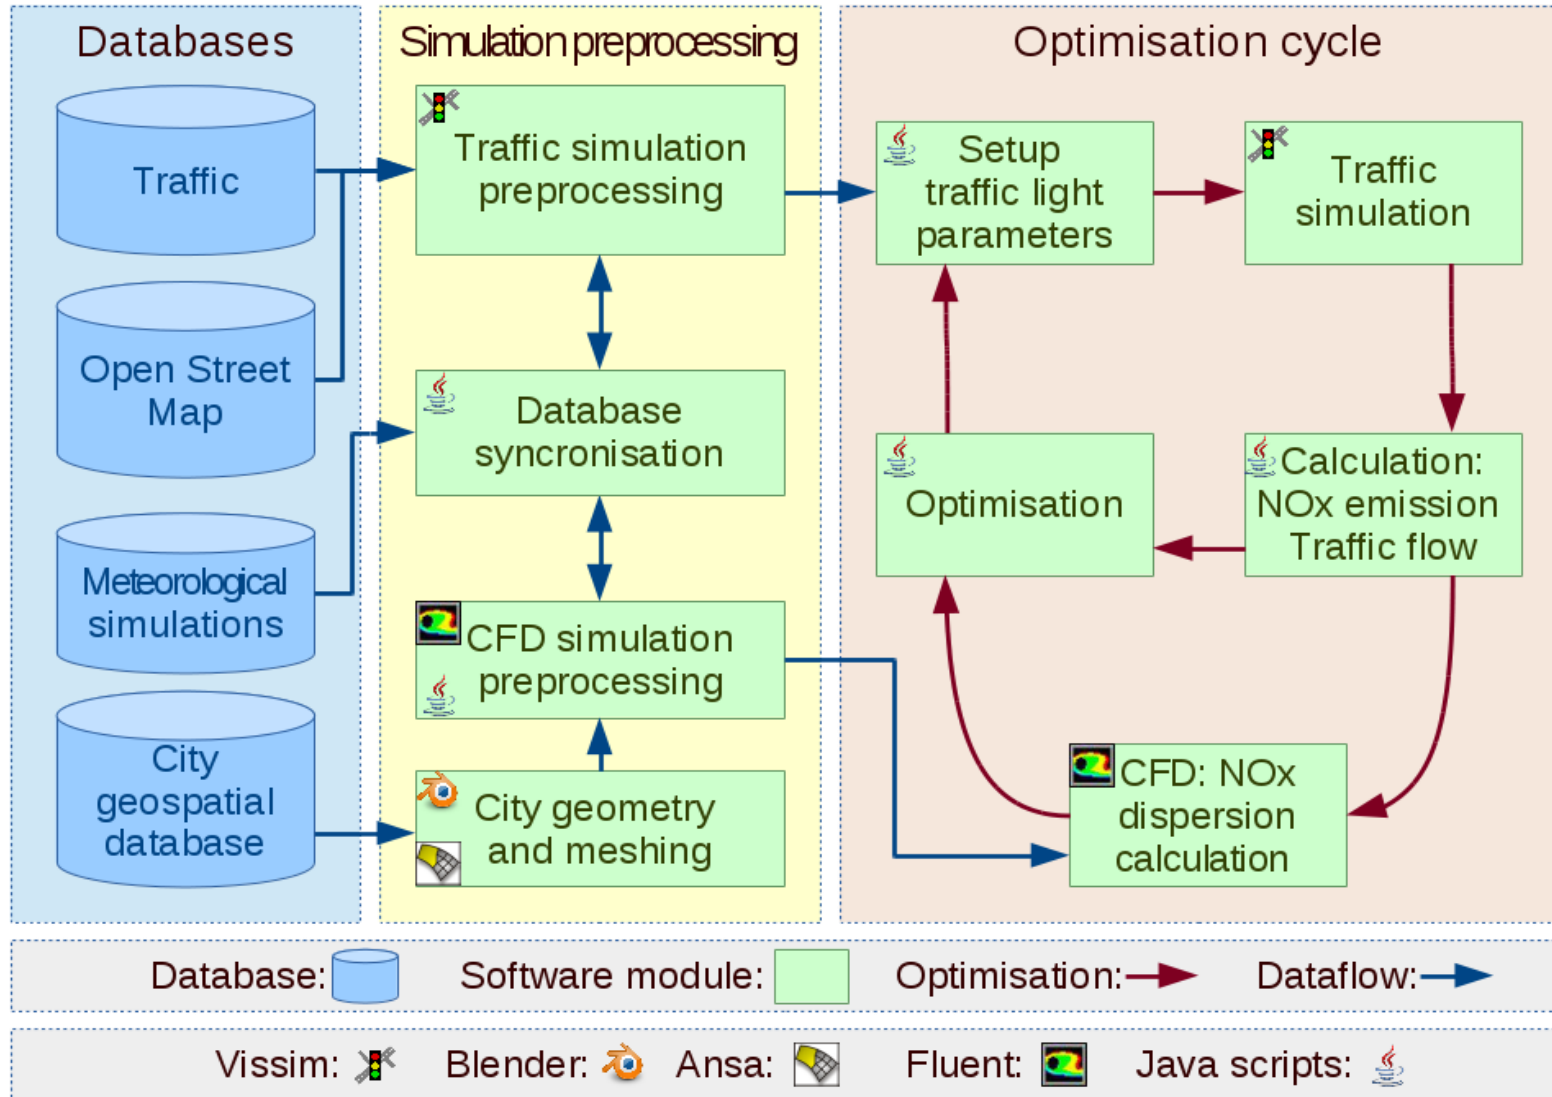 Databases
Traffic
Open Street
Map
Meteorological
simulations
City
geospatial
database
Simulation preprocessing
Traffic simulation
preprocessing
Database
syncronisation
CFD simulation
preprocessing
City geometry
and meshing
Optimisation cycle
Setup
traffic light
parameters
Traffic
simulation
Optimisation
Calculation:
NOx emission
Traffic flow
CFD: NOx
dispersion
calculation
Database: Software module: Optimisation: Dataflow:
Vissim: Blender: Ansa: Fluent: Java scripts: